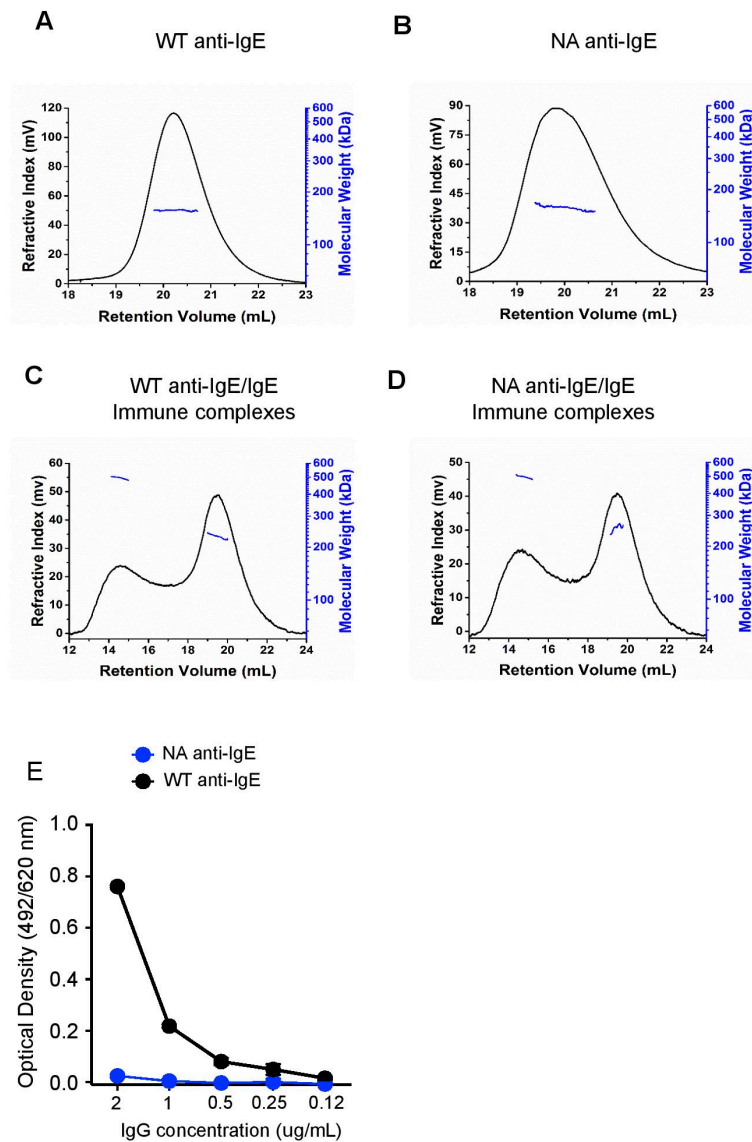 A
WT anti-IgE
120
100
80
60
40
20
0
Refractive Index (mV)
600
500
400
300
200
100
Molecular Weight (kDa)
18 19 20 21 22 23
Retention Volume (mL)
B
NA anti-IgE
90
75
60
45
30
15
0
Refractive Index (mV)
600
500
400
300
200
100
Molecular Weight (kDa)
18 19 20 21 22 23
Retention Volume (mL)
C
WT anti-IgE/IgE
Immune complexes
60
50
40
30
20
10
0
Refractive Index (mv)
600
500
400
300
200
100
Molecular Weight (kDa)
12 14 16 18 20 22 24
Retention Volume (mL)
D
NA anti-IgE/IgE
Immune complexes
50
40
30
20
10
0
Refractive Index (mv)
600
500
400
300
200
100
Molecular Weight (kDa)
12 14 16 18 20 22 24
Retention Volume (mL)
E
NA anti-IgE
WT anti-IgE
1.0
0.8
0.6
0.4
0.2
0.0
Optical Density (492/620 nm)
2 1 0.5 0.25 0.12
IgG concentration (ug/mL)